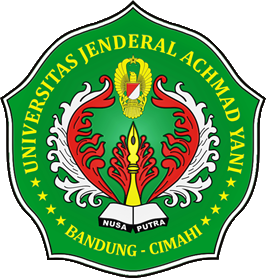 UNIVERSITAS JENDERAL ACHMAD YANI
NUSA PUTRA
BANDUNG - CIMAHI